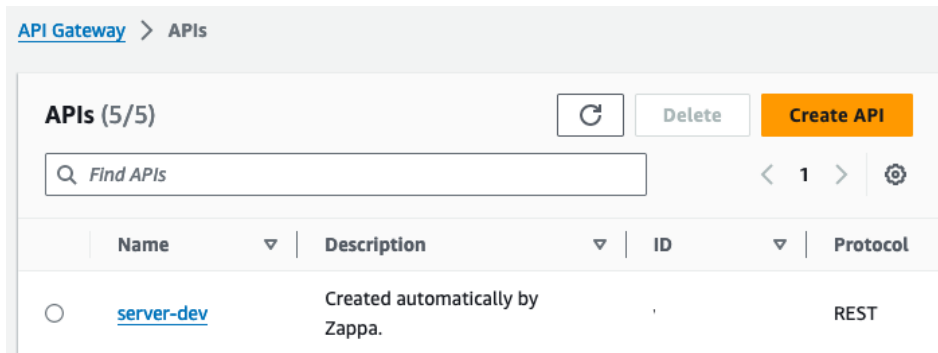 API Gateway > APIs
APIs (5/5)
Delete
Create API
Find APIs
1
Name
Description
ID
Protocol
server-dev
Created automatically by
Zappa.
REST